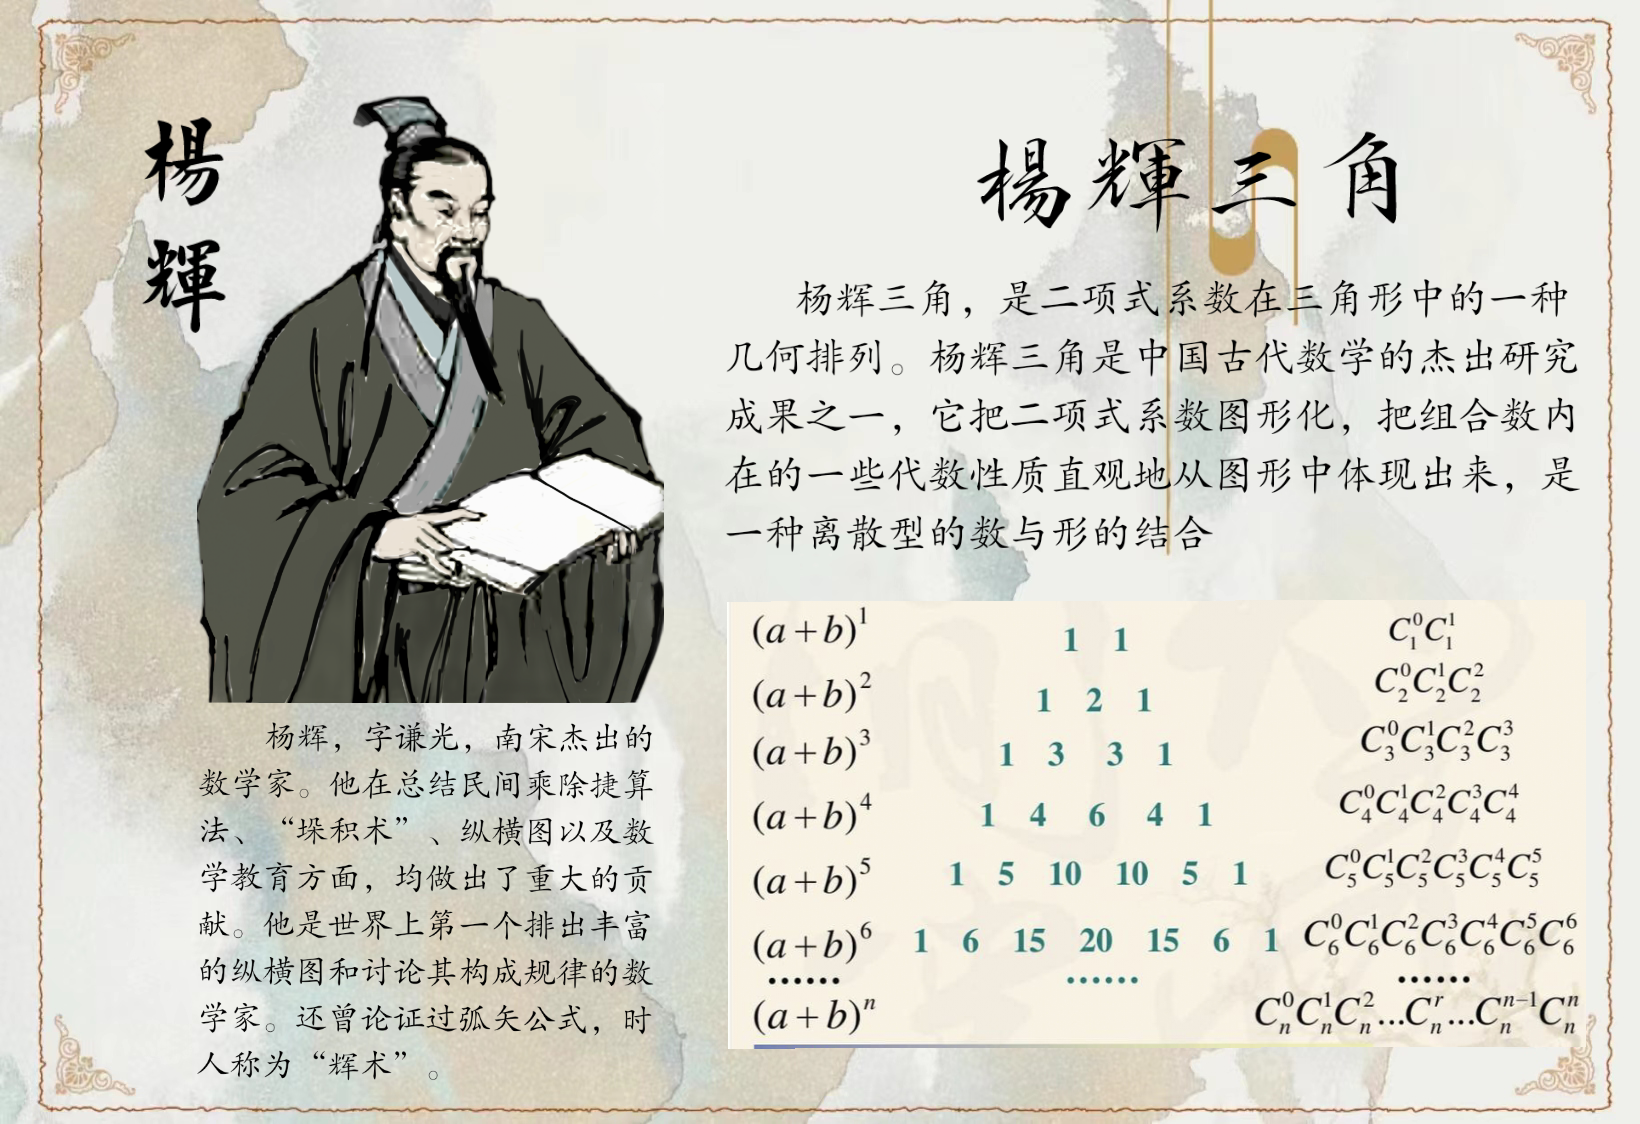 楊
輝
杨辉，字谦光，南宋杰出的
数学家。他在总结民间乘除捷算
法、“垛积术”、纵横图以及数
学教育方面，均做出了重大的贡
献。他是世界上第一个排出丰富
的纵横图和讨论其构成规律的数
学家。还曾论证过弧矢公式，时
人称为“辉术”。
楊輝三角
杨辉三角，是二项式系数在三角形中的一种
几何排列。杨辉三角是中国古代数学的杰出研究
成果之一，它把二项式系数图形化，把组合数内
在的一些代数性质直观地从图形中体现出来，是
一种离散型的数与形的结合
(a+b)^1 1 1 C_1^0C_1^1
(a+b)^2 1 2 1 C_2^0C_2^1C_2^2
(a+b)^3 1 3 3 1 C_3^0C_3^1C_3^2C_3^3
(a+b)^4 1 4 6 4 1 C_4^0C_4^1C_4^2C_4^3C_4^4
(a+b)^5 1 5 10 10 5 1 C_5^0C_5^1C_5^2C_5^3C_5^4C_5^5
(a+b)^6 1 6 15 20 15 6 1 C_6^0C_6^1C_6^2C_6^3C_6^4C_6^5C_6^6
…… …… ……
(a+b)^n C_n^0C_n^1C_n^2...C_n^r...C_n^{n-1}C_n^n